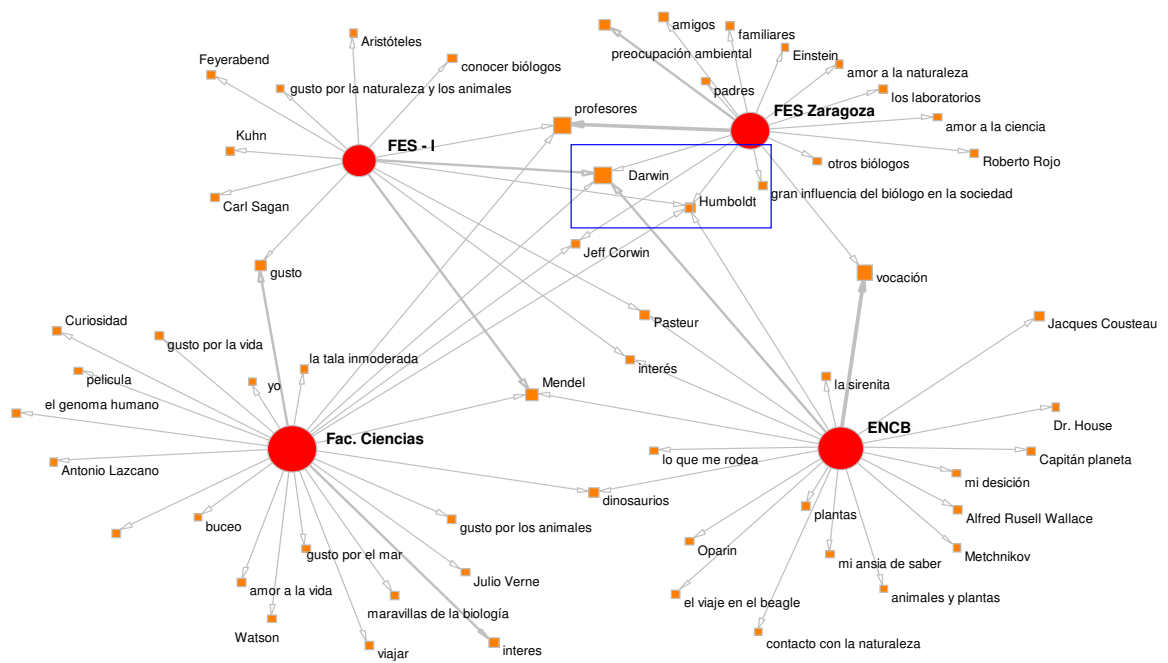 amigos
familiares
Aristóteles
preocupación ambiental
Einstein
Feyerabend
conocer biólogos
amor a la naturaleza
gusto por la naturaleza y los animales
padres
los laboratorios
profesores
FES Zaragoza
amor a la ciencia
Kuhn
FES - I
Roberto Rojo
otros biólogos
Darwin
gran influencia del biólogo en la sociedad
Carl Sagan
Humboldt
Jeff Corwin
gusto
vocación
Curiosidad
Pasteur
Jacques Cousteau
gusto por la vida
la tala inmoderada
interés
pelicula
yo
Mendel
la sirenita
el genoma humano
Dr. House
ENCB
Fac. Ciencias
lo que me rodea
Capitán planeta
Antonio Lazcano
mi desición
dinosaurios
plantas
Alfred Rusell Wallace
buceo
gusto por los animales
Oparin
Metchnikov
gusto por el mar
mi ansia de saber
Julio Verne
amor a la vida
el viaje en el beagle
animales y plantas
maravillas de la biología
Watson
contacto con la naturaleza
viajar
interes